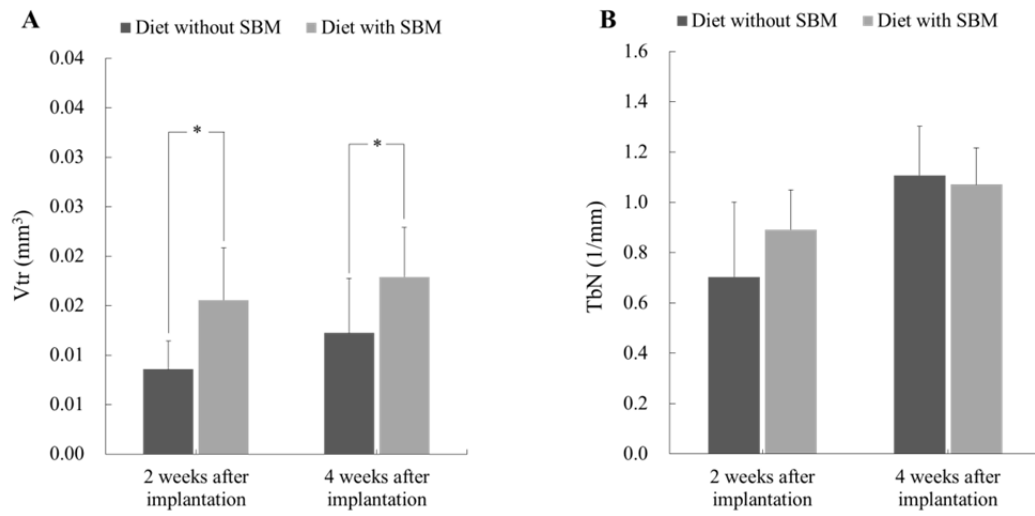 A
Diet without SBM
Diet with SBM
0.04
0.04
0.03
0.03
0.02
0.02
0.01
0.01
0.00
Vtr (mm³)
*
*
2 weeks after
implantation
4 weeks after
implantation
B
Diet without SBM
Diet with SBM
1.6
1.4
1.2
1.0
0.8
0.6
0.4
0.2
0.0
TbN (1/mm)
2 weeks after
implantation
4 weeks after
implantation